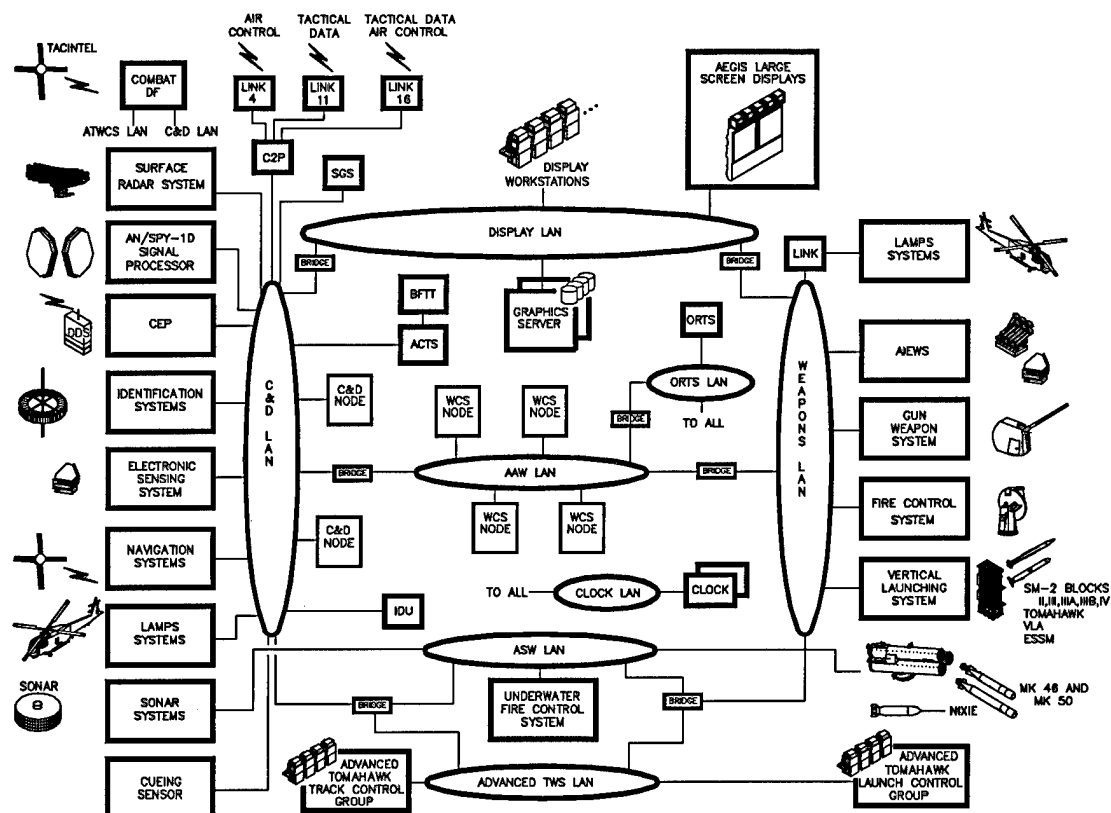 TACINTEL
COMBAT
DF
ATWCS LAN
C&D LAN
AIR
CONTROL
TACTICAL
DATA
TACTICAL DATA
AIR CONTROL
LINK
4
LINK
11
LINK
16
C2P
SGS
DISPLAY
WORKSTATIONS
AEGIS LARGE
SCREEN DISPLAYS
SURFACE
RADAR SYSTEM
DISPLAY LAN
BRIDGE
BRIDGE
LINK
LAMPS
SYSTEMS
AN/SPY-1D
SIGNAL
PROCESSOR
BFTT
ACTS
GRAPHICS
SERVER
ORTS
DDS
CEP
AIEWS
ORTS LAN
TO ALL
IDENTIFICATION
SYSTEMS
C&D LAN
C&D
NODE
WCS
NODE
WCS
NODE
BRIDGE
WEAPONS LAN
GUN
WEAPON
SYSTEM
ELECTRONIC
SENSING
SYSTEM
BRIDGE
AAW LAN
BRIDGE
WCS
NODE
WCS
NODE
FIRE CONTROL
SYSTEM
C&D
NODE
NAVIGATION
SYSTEMS
TO ALL
CLOCK LAN
CLOCK
VERTICAL
LAUNCHING
SYSTEM
SM-2 BLOCKS
II,III,IIIA,IIIB,IV
TOMAHAWK
VLA
ESSM
LAMPS
SYSTEMS
IDU
ASW LAN
SONAR
SONAR
SYSTEMS
BRIDGE
UNDERWATER
FIRE CONTROL
SYSTEM
BRIDGE
MK 46 AND
MK 50
NIXIE
CUEING
SENSOR
ADVANCED
TOMAHAWK
TRACK CONTROL
GROUP
ADVANCED TWS LAN
ADVANCED
TOMAHAWK
LAUNCH CONTROL
GROUP